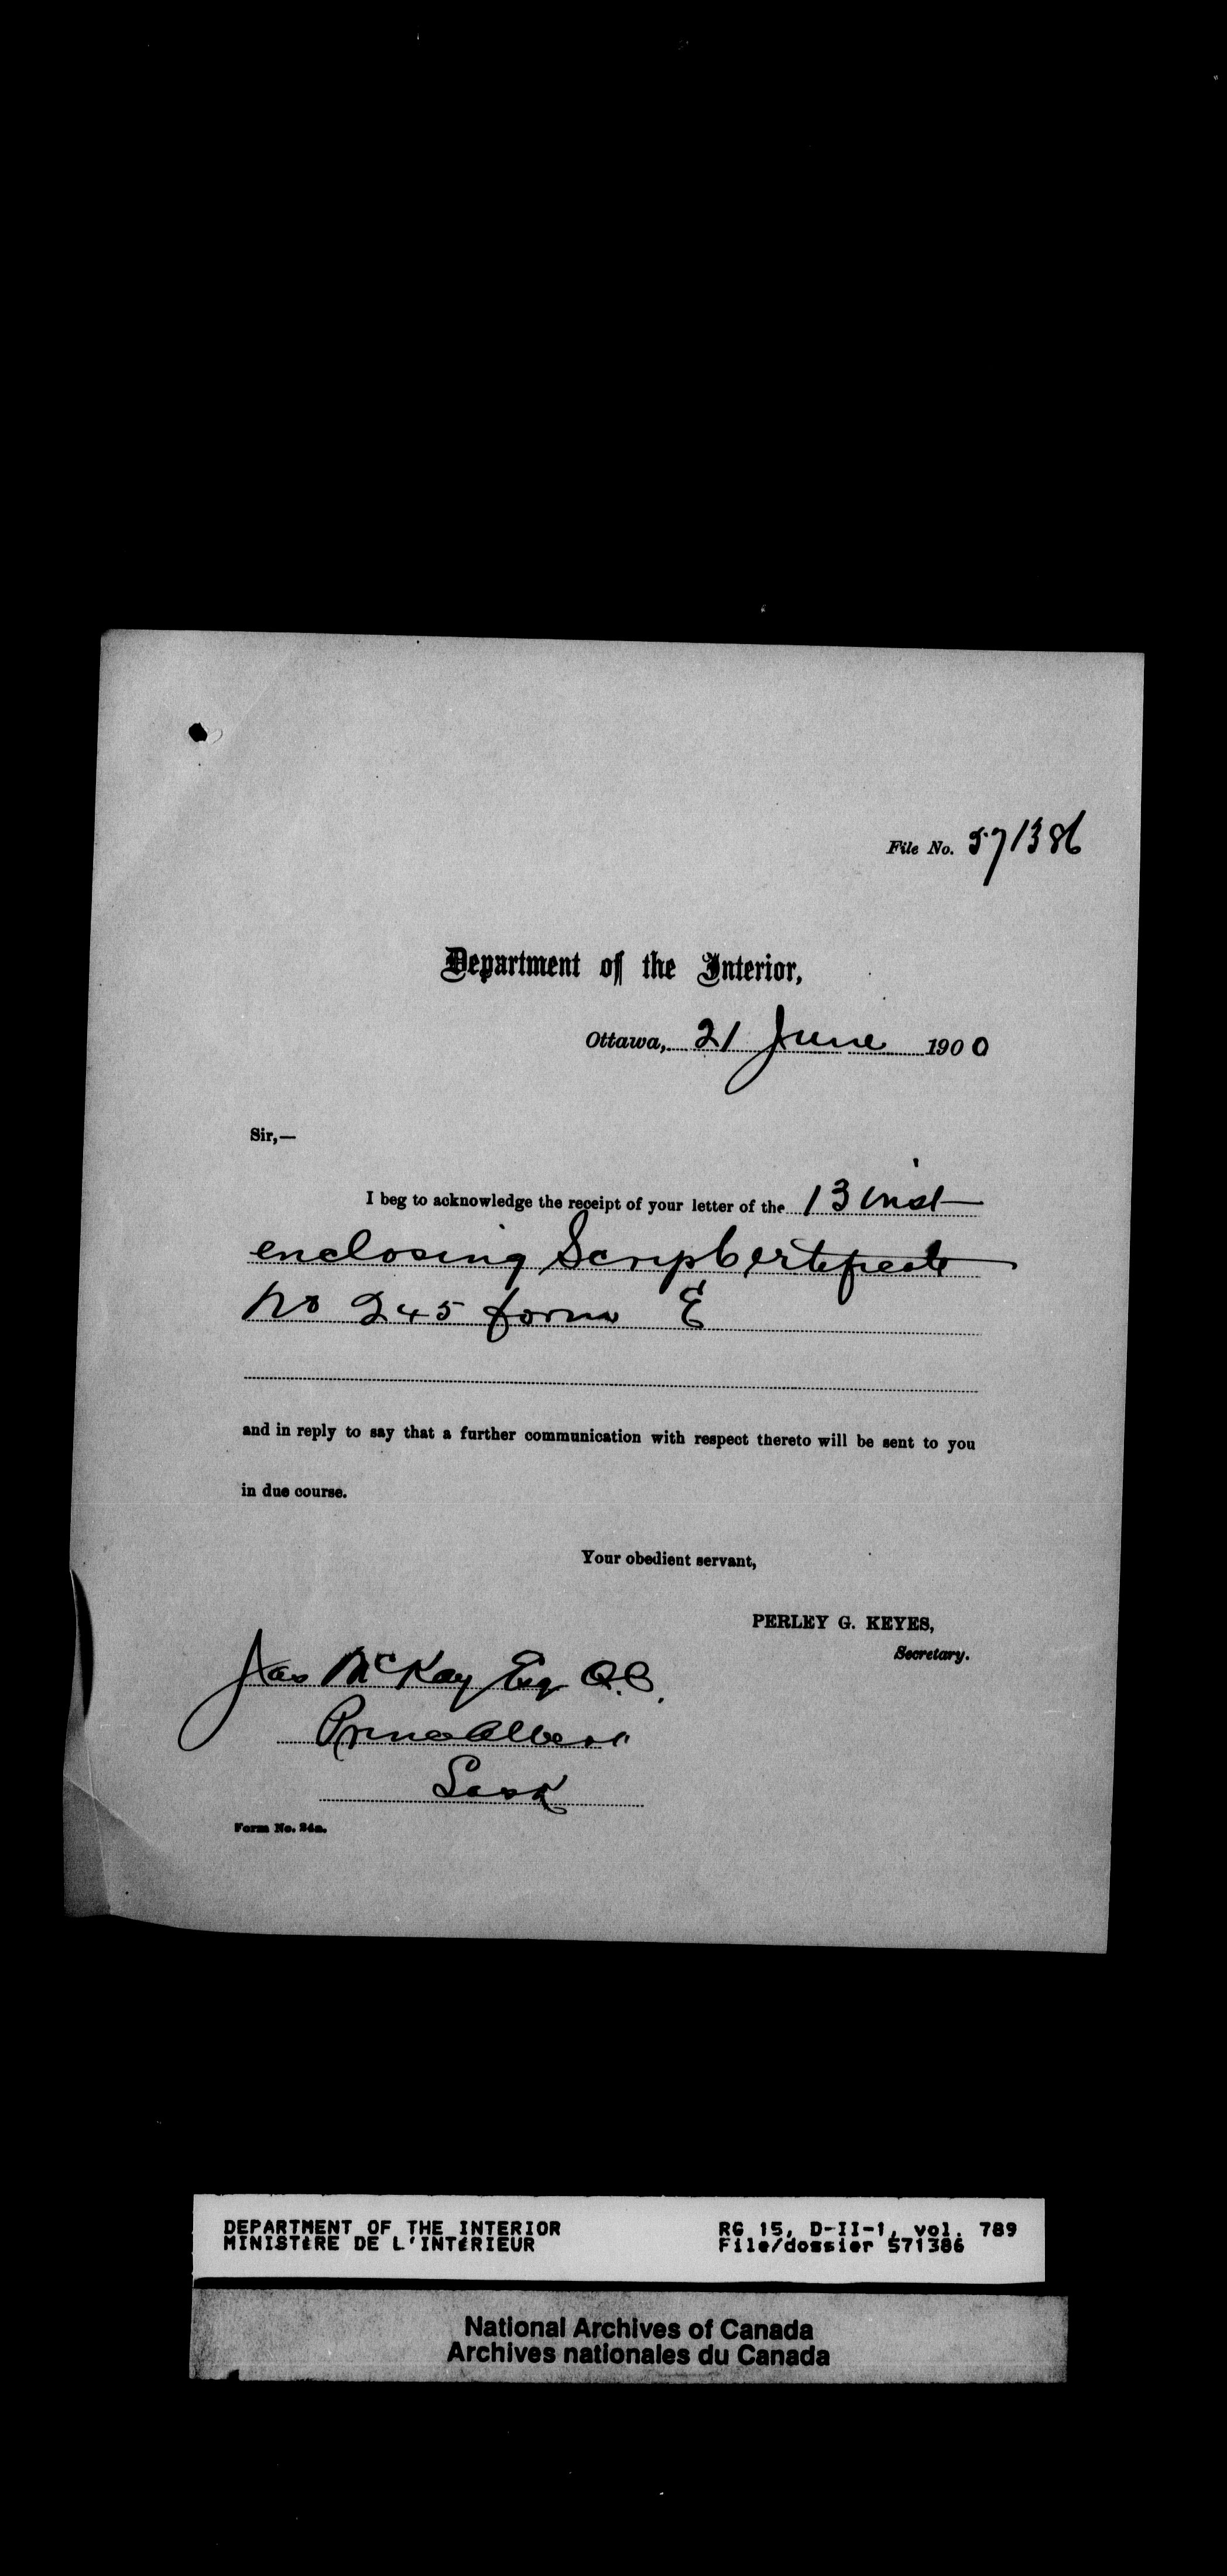 File No. 571386
Department of the Interior,
Ottawa, 21 June 1900
Sir,—
I beg to acknowledge the receipt of your letter of the 13 inst
enclosing Scrip Certificate
No 245 form E
and in reply to say that a further communication with respect thereto will be sent to you
in due course.
Your obedient servant,
PERLEY G. KEYES,
Secretary.
Jas McKay Esq Q.C.
Prince Albert
Sask
Form No. 24a.
DEPARTMENT OF THE INTERIOR
MINISTÈRE DE L'INTÉRIEUR
RG 15, D-II-1, vol. 789
File/dossier 571386
National Archives of Canada
Archives nationales du Canada